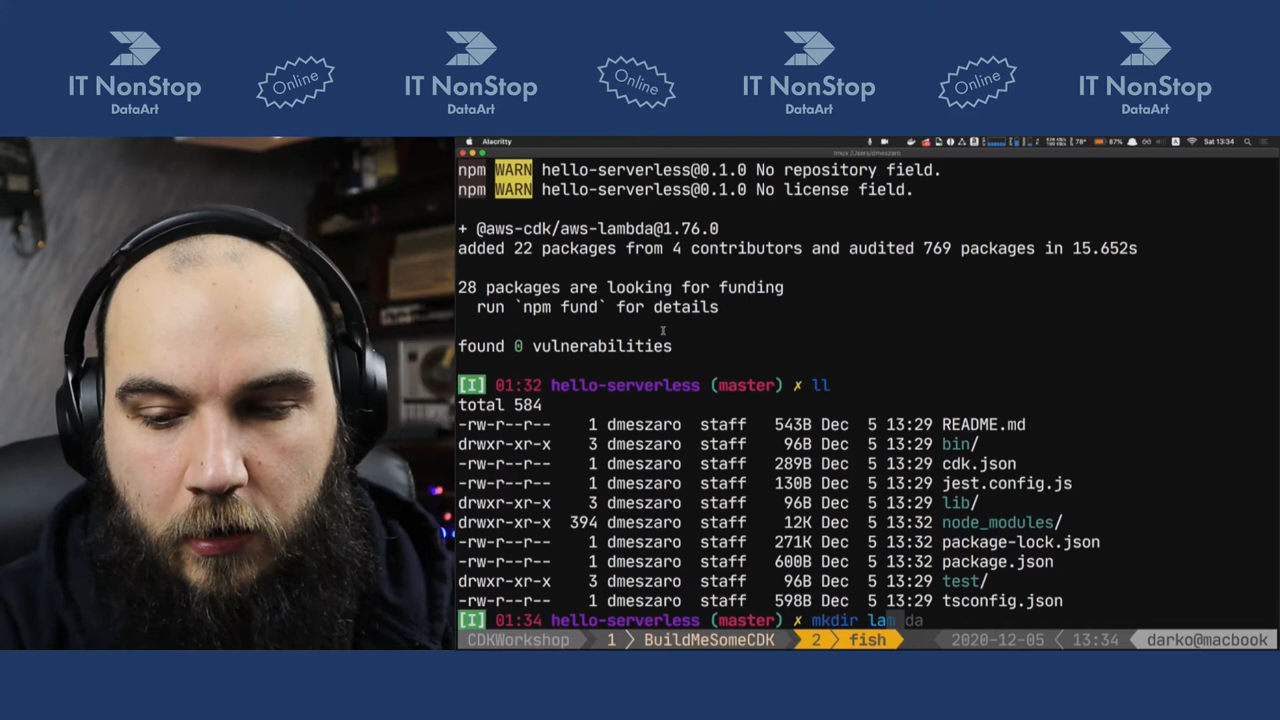 IT NonStop
DataArt
Online
IT NonStop
DataArt
Online
IT NonStop
DataArt
Online
IT NonStop
DataArt
Alacritty
87%
Sat 13:34
npm WARN hello-serverless@0.1.0 No repository field.
npm WARN hello-serverless@0.1.0 No license field.
+ @aws-cdk/aws-lambda@1.76.0
added 22 packages from 4 contributors and audited 769 packages in 15.652s
28 packages are looking for funding
run `npm fund` for details
found 0 vulnerabilities
[I] 01:32 hello-serverless (master) ✗ ll
total 584
-rw-r--r-- 1 dmeszaro staff 543B Dec 5 13:29 README.md
drwxr-xr-x 3 dmeszaro staff 96B Dec 5 13:29 bin/
-rw-r--r-- 1 dmeszaro staff 289B Dec 5 13:29 cdk.json
-rw-r--r-- 1 dmeszaro staff 130B Dec 5 13:29 jest.config.js
drwxr-xr-x 3 dmeszaro staff 96B Dec 5 13:29 lib/
drwxr-xr-x 394 dmeszaro staff 12K Dec 5 13:32 node_modules/
-rw-r--r-- 1 dmeszaro staff 271K Dec 5 13:32 package-lock.json
-rw-r--r-- 1 dmeszaro staff 600B Dec 5 13:32 package.json
drwxr-xr-x 3 dmeszaro staff 96B Dec 5 13:29 test/
-rw-r--r-- 1 dmeszaro staff 598B Dec 5 13:29 tsconfig.json
[I] 01:34 hello-serverless (master) ✗ mkdir lam da
CDKWorkshop 1 BuildMeSomeCDK 2 fish 2020-12-05 13:34 darko@macbook